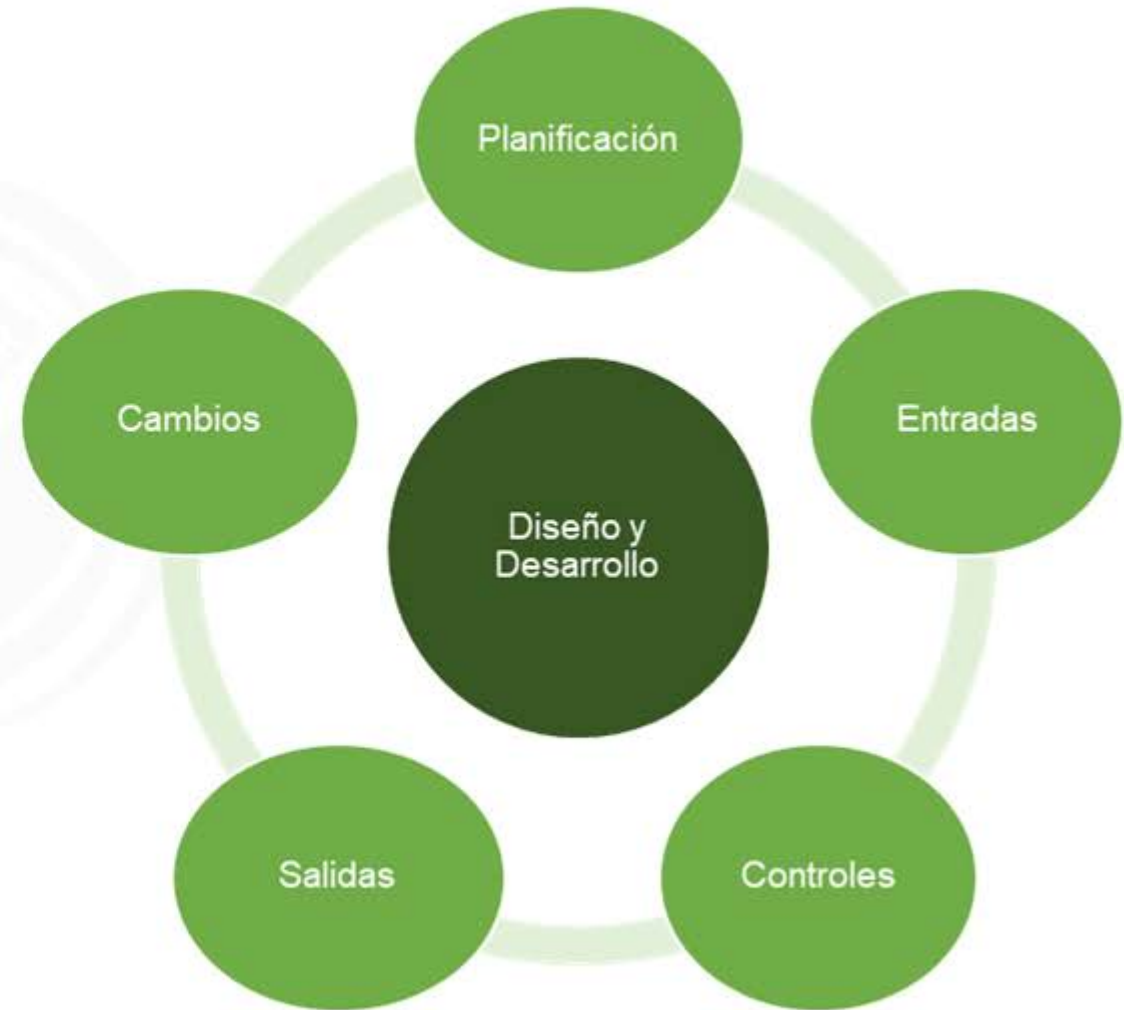 Planificación
Cambios
Entradas
Diseño y
Desarrollo
Salidas
Controles